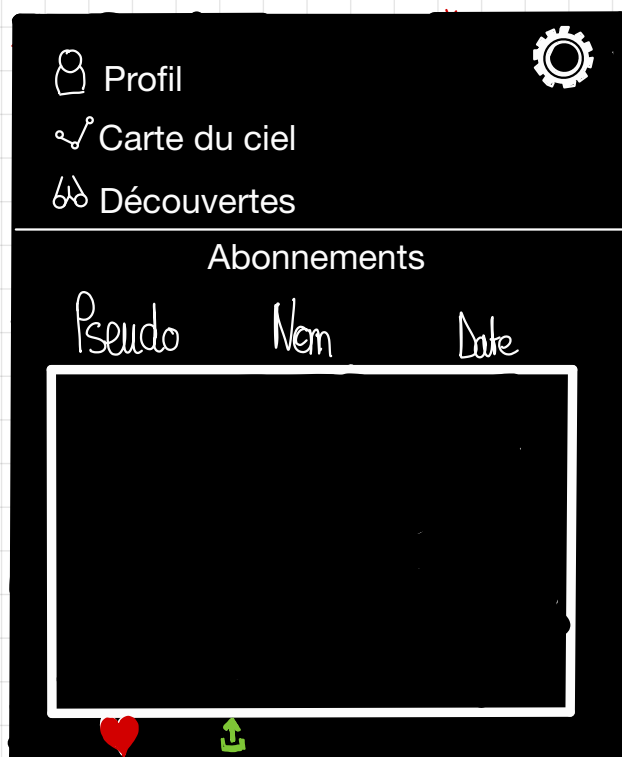 Profil
Carte du ciel
Découvertes
Abonnements
Pseudo Nom Date